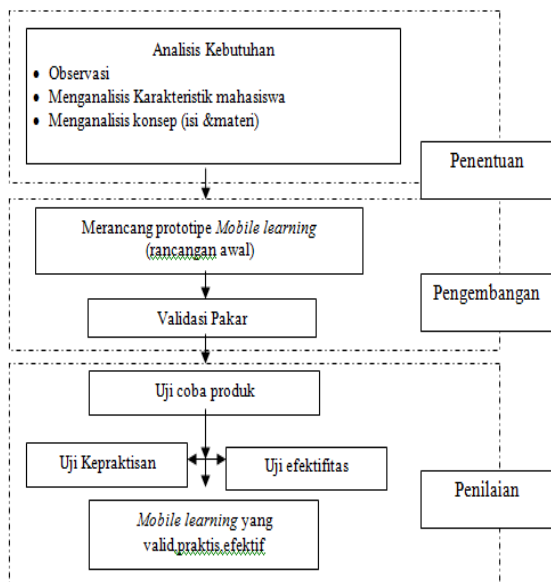 Analisis Kebutuhan
• Observasi
• Menganalisis Karakteristik mahasiswa
• Menganalisis konsep (isi &materi)
Penentuan
Merancang prototipe Mobile learning
(rancangan awal)
Pengembangan
Validasi Pakar
Uji coba produk
Uji Kepraktisan
Uji efektifitas
Penilaian
Mobile learning yang
valid,praktis,efektif